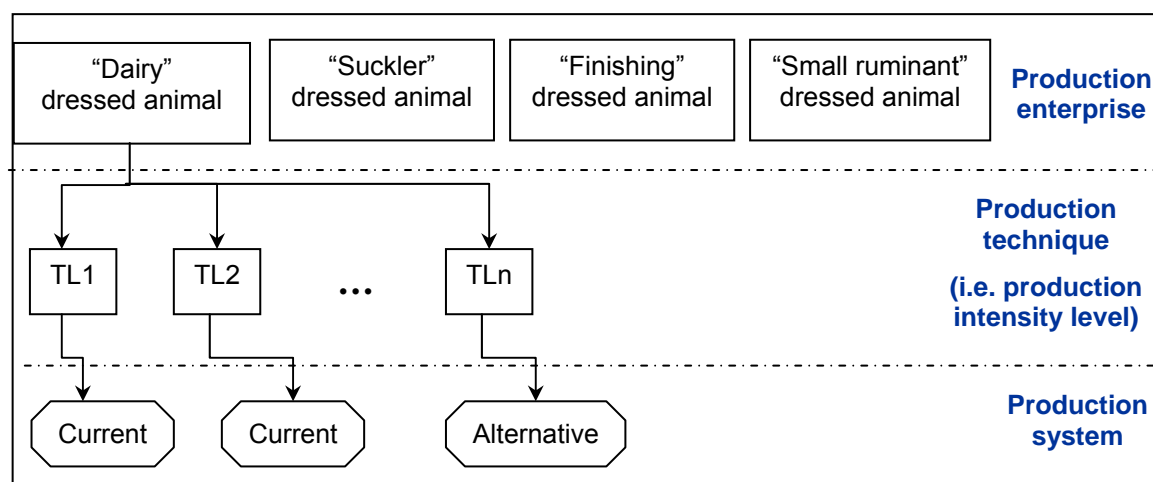 “Dairy”
dressed animal
“Suckler”
dressed animal
“Finishing”
dressed animal
“Small ruminant”
dressed animal
Production
enterprise
TL1
TL2
...
TLn
Production
technique
(i.e. production
intensity level)
Current
Current
Alternative
Production
system